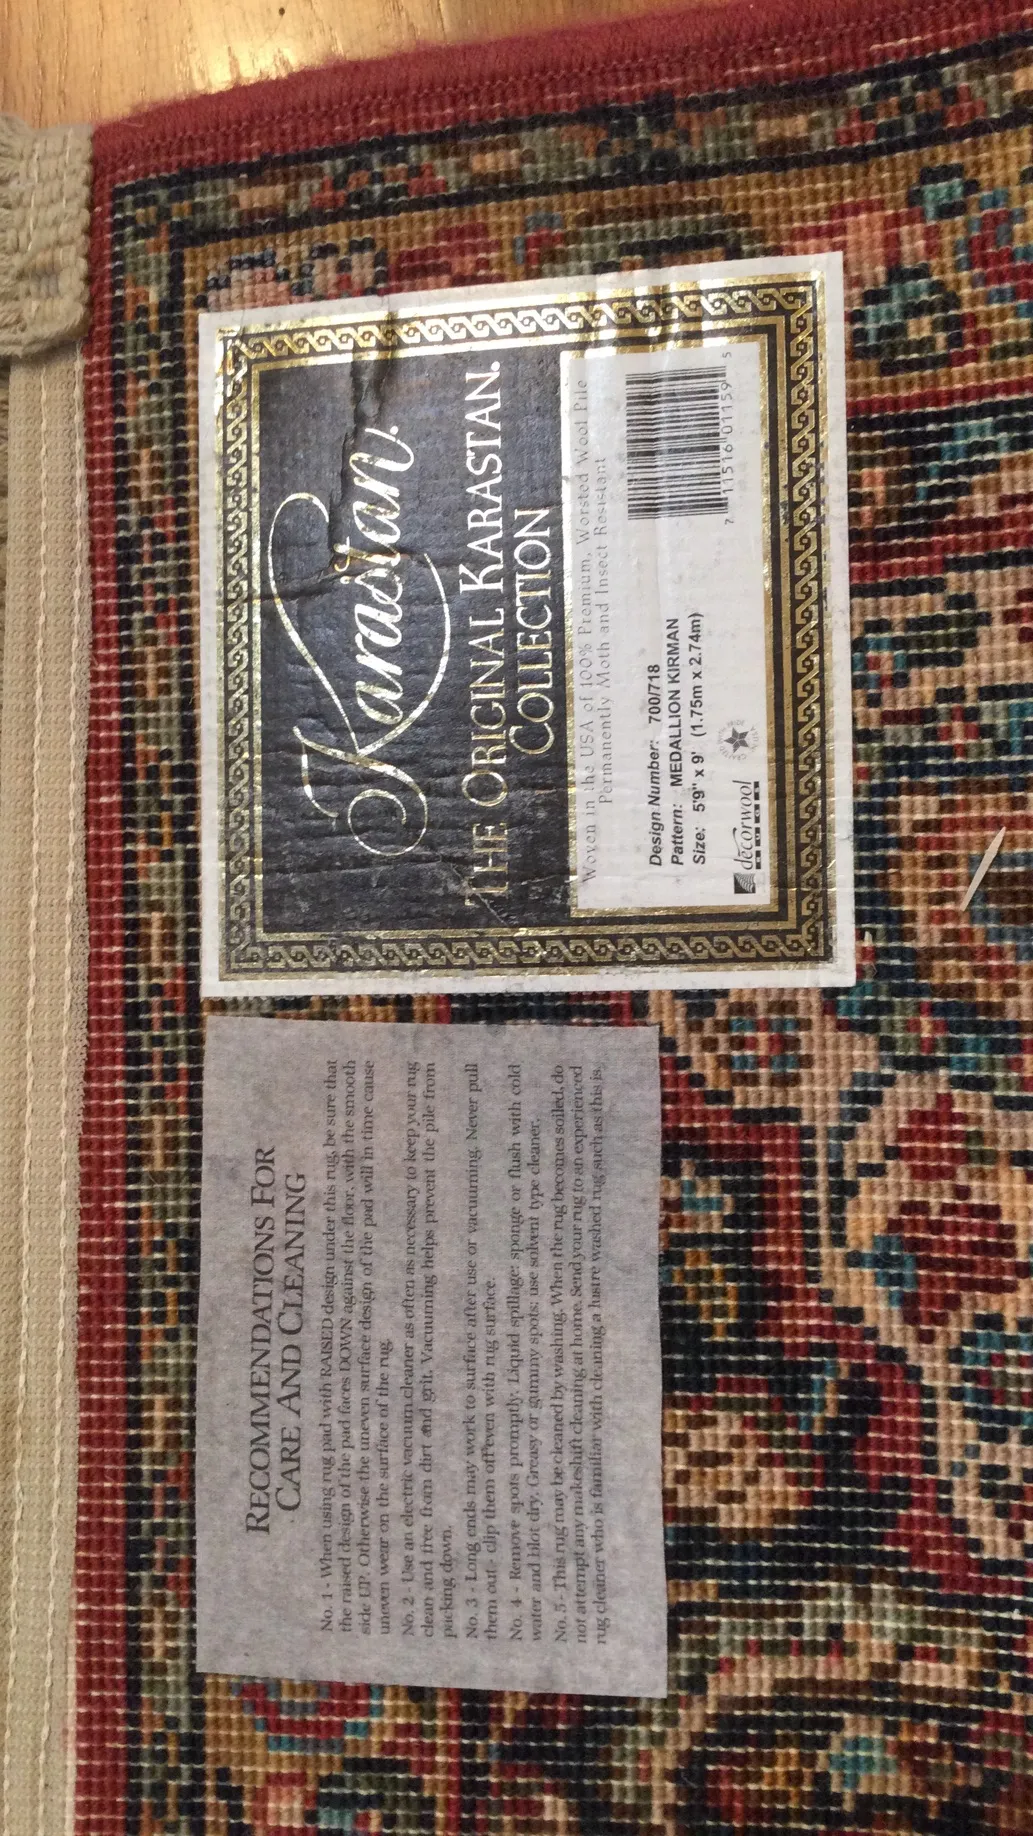 Karastan.
THE ORIGINAL KARASTAN.
COLLECTION
Woven in the USA of 100% Premium, Worsted Wool Pile
Permanently Moth and Insect Resistant
Design Number: 700/718
Pattern: MEDALLION KIRMAN
Size: 5'9" x 9' (1.75m x 2.74m)
décorwool
7 11516 01159 5
RECOMMENDATIONS FOR
CARE AND CLEANING
No. 1 - When using rug pad with RAISED design under this rug, be sure that
the raised design of the pad faces DOWN against the floor, with the smooth
side UP. Otherwise the uneven surface design of the pad will in time cause
uneven wear on the surface of the rug.
No. 2 - Use an electric vacuum cleaner as often as necessary to keep your rug
clean and free from dirt and grit. Vacuuming helps prevent the pile from
packing down.
No. 3 - Long ends may work to surface after use or vacuuming. Never pull
them out - clip them off even with rug surface.
No. 4 - Remove spots promptly. Liquid spillage: sponge or flush with cold
water and blot dry. Greasy or gummy spots: use solvent type cleaner.
No. 5 - This rug may be cleaned by washing. When the rug becomes soiled, do
not attempt any makeshift cleaning at home. Send your rug to an experienced
rug cleaner who is familiar with cleaning a lustre washed rug such as this is.